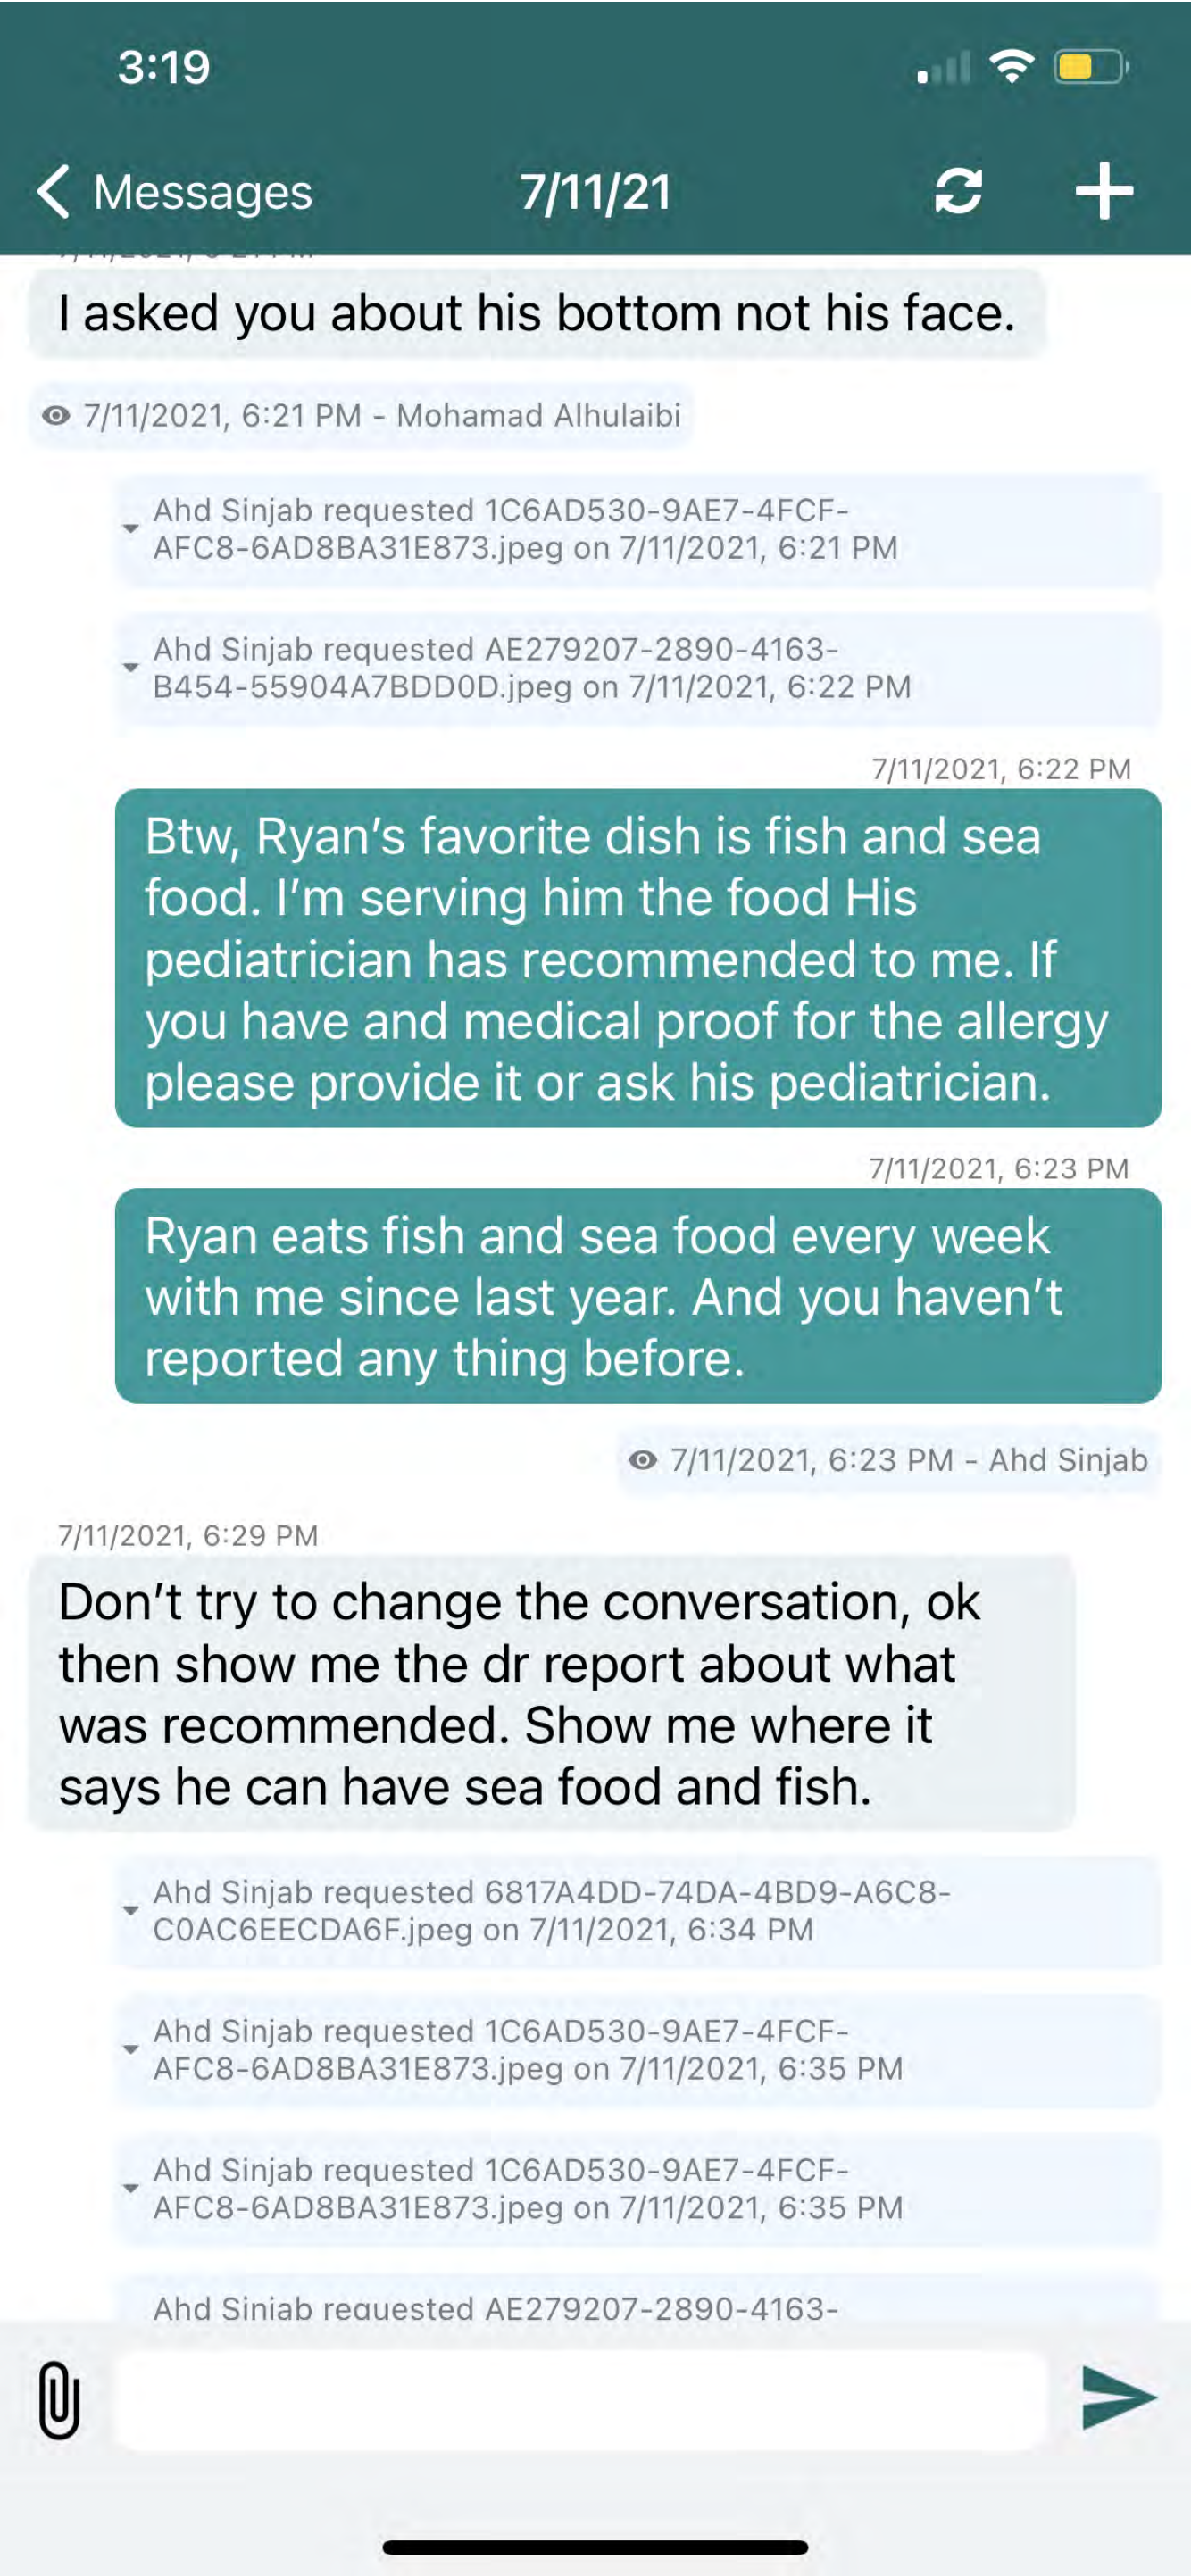 3:19
Messages
7/11/21
I asked you about his bottom not his face.
7/11/2021, 6:21 PM - Mohamad Alhulaibi
Ahd Sinjab requested 1C6AD530-9AE7-4FCF-
AFC8-6AD8BA31E873.jpeg on 7/11/2021, 6:21 PM
Ahd Sinjab requested AE279207-2890-4163-
B454-55904A7BDD0D.jpeg on 7/11/2021, 6:22 PM
7/11/2021, 6:22 PM
Btw, Ryan's favorite dish is fish and sea
food. I'm serving him the food His
pediatrician has recommended to me. If
you have and medical proof for the allergy
please provide it or ask his pediatrician.
7/11/2021, 6:23 PM
Ryan eats fish and sea food every week
with me since last year. And you haven't
reported any thing before.
7/11/2021, 6:23 PM - Ahd Sinjab
7/11/2021, 6:29 PM
Don't try to change the conversation, ok
then show me the dr report about what
was recommended. Show me where it
says he can have sea food and fish.
Ahd Sinjab requested 6817A4DD-74DA-4BD9-A6C8-
C0AC6EECDA6F.jpeg on 7/11/2021, 6:34 PM
Ahd Sinjab requested 1C6AD530-9AE7-4FCF-
AFC8-6AD8BA31E873.jpeg on 7/11/2021, 6:35 PM
Ahd Sinjab requested 1C6AD530-9AE7-4FCF-
AFC8-6AD8BA31E873.jpeg on 7/11/2021, 6:35 PM
Ahd Sinjab requested AE279207-2890-4163-